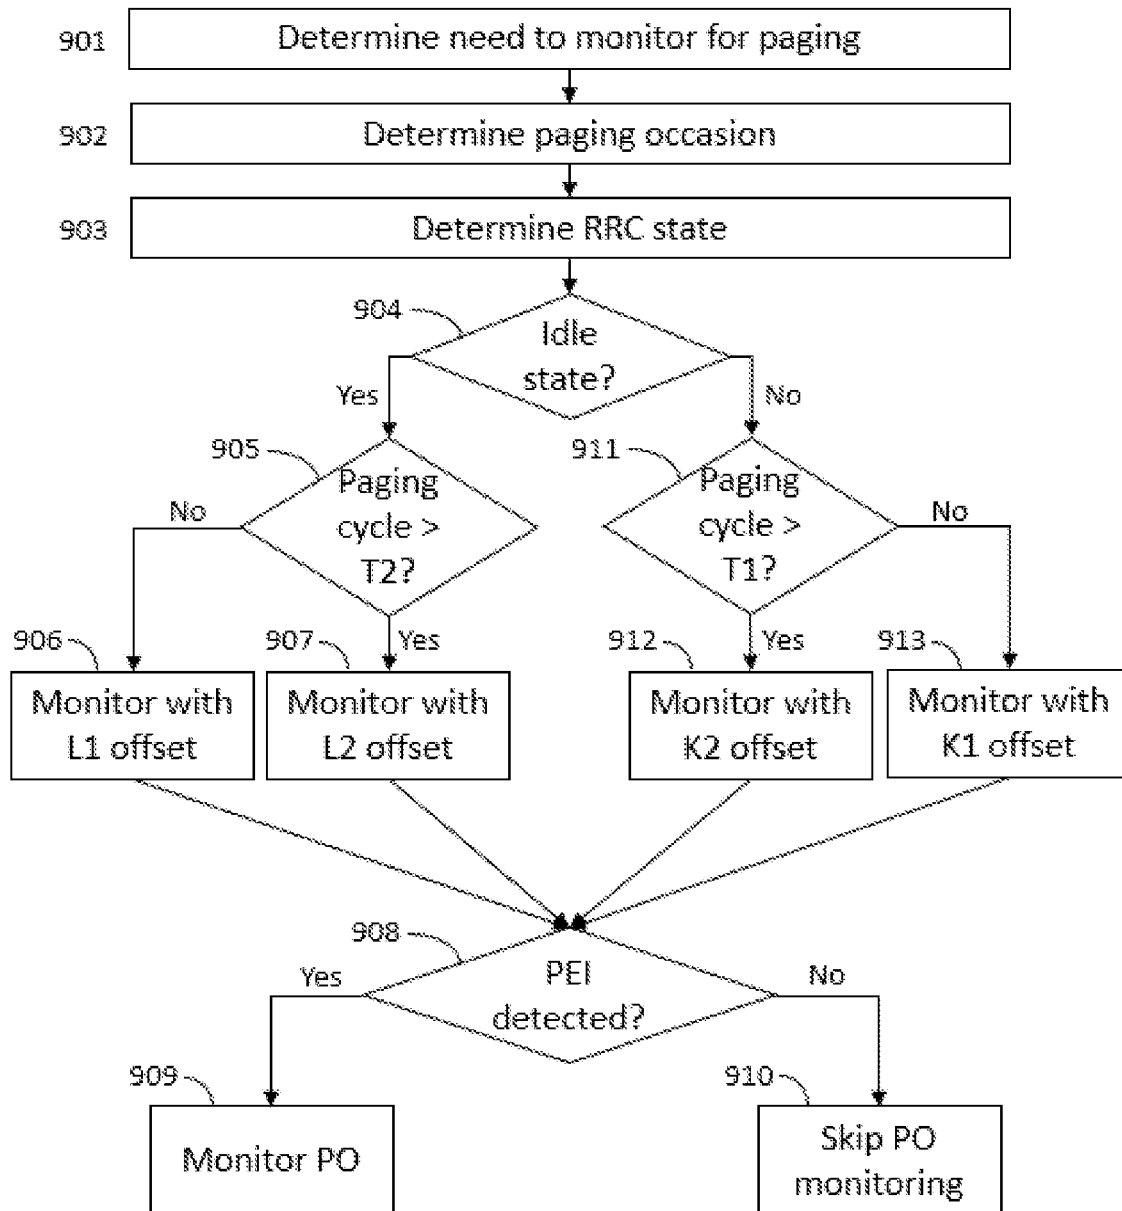 901 Determine need to monitor for paging
902 Determine paging occasion
903 Determine RRC state
904
Idle
state?
Yes
No
905
Paging
cycle >
T2?
911
Paging
cycle >
T1?
No
No
906
907
Yes
912
Yes
913
Monitor with
L1 offset
Monitor with
L2 offset
Monitor with
K2 offset
Monitor with
K1 offset
908
PEI
detected?
Yes
No
909
Monitor PO
910
Skip PO
monitoring